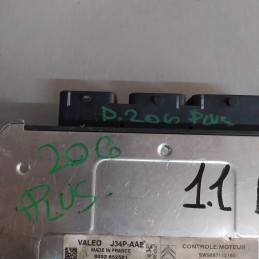 D.206 PLUS
206
PLUS.
1.1
VALEO J34P-AAE
CONTROLE MOTEUR
MADE IN FRANCE